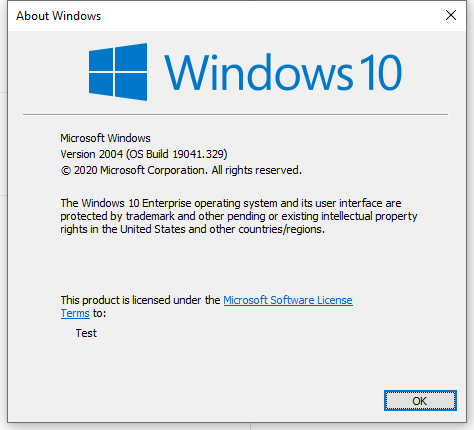 About Windows
Windows 10
Microsoft Windows
Version 2004 (OS Build 19041.329)
© 2020 Microsoft Corporation. All rights reserved.
The Windows 10 Enterprise operating system and its user interface are
protected by trademark and other pending or existing intellectual property
rights in the United States and other countries/regions.
This product is licensed under the Microsoft Software License
Terms to:
Test
OK